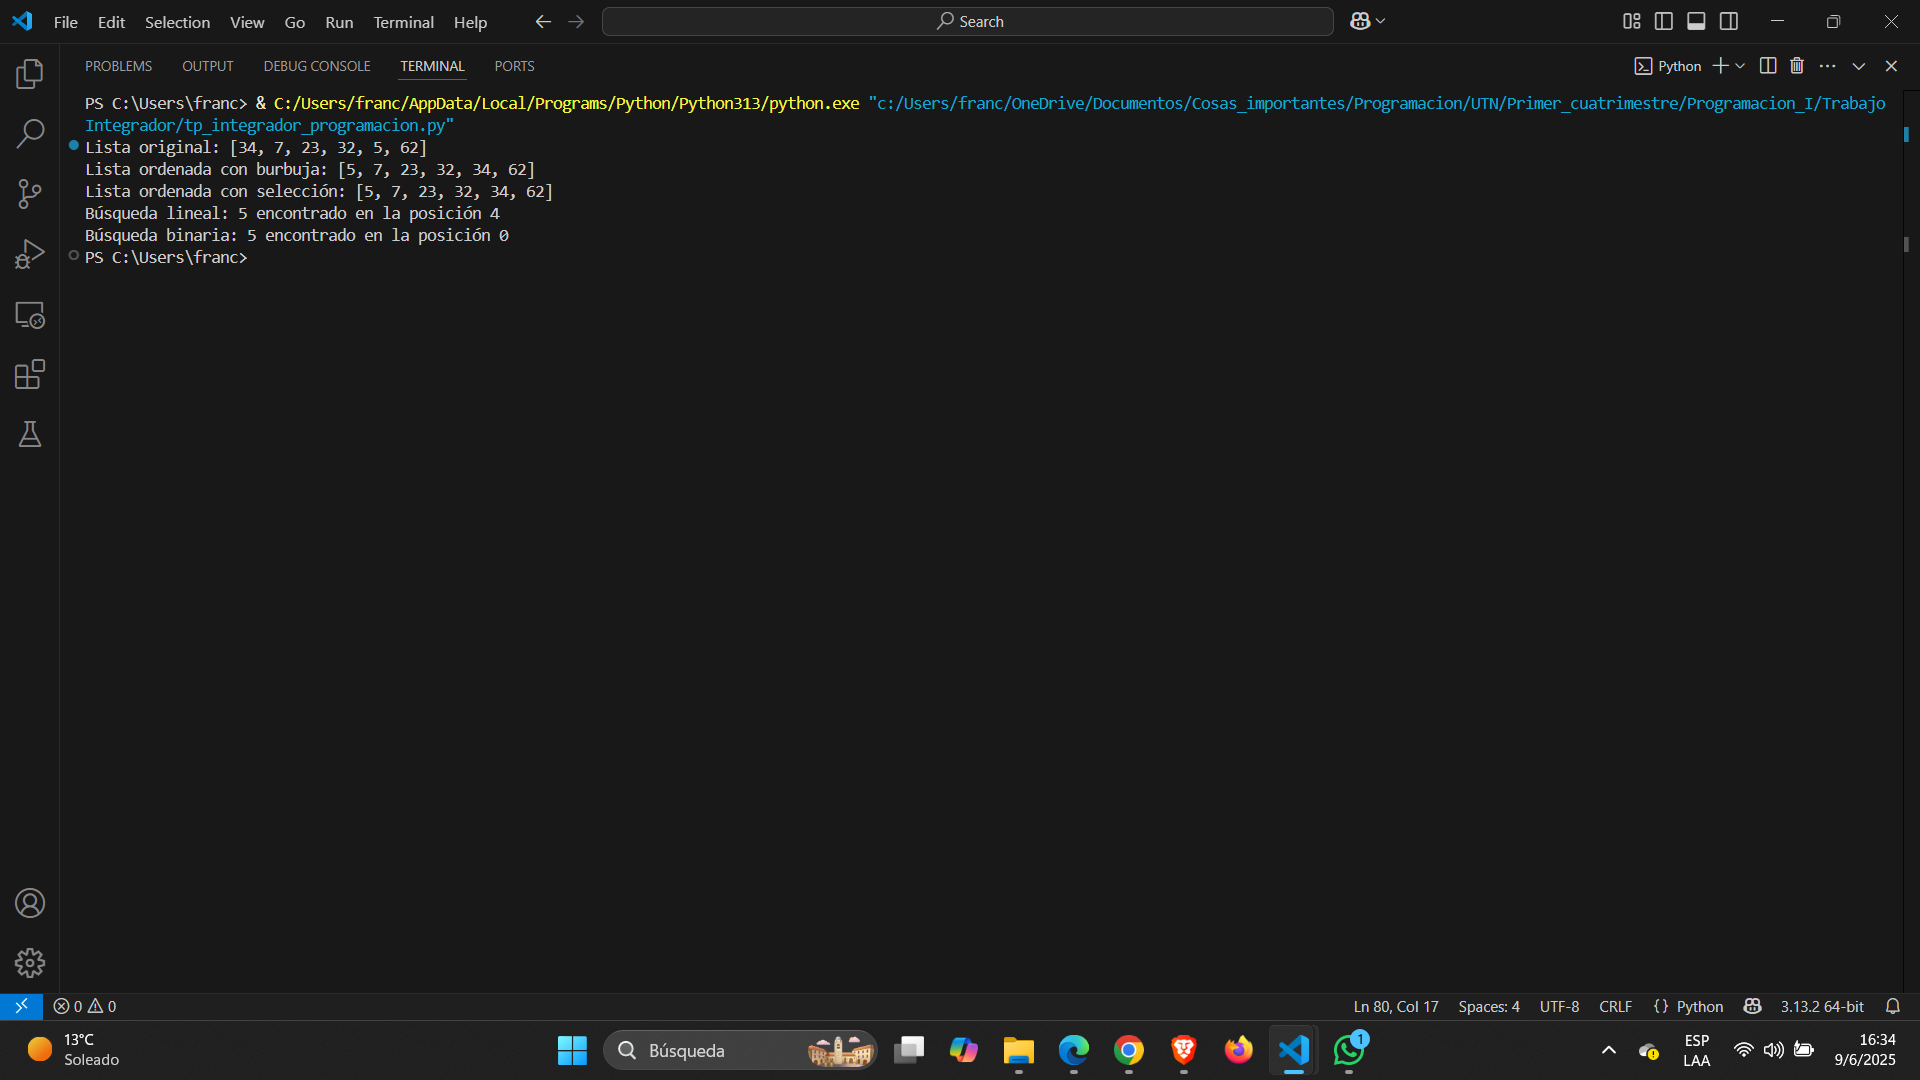 File Edit Selection View Go Run Terminal Help
Search
PROBLEMS OUTPUT DEBUG CONSOLE TERMINAL PORTS
Python
PS C:\Users\franc> & C:/Users/franc/AppData/Local/Programs/Python/Python313/python.exe "c:/Users/franc/OneDrive/Documentos/Cosas_importantes/Programacion/UTN/Primer_cuatrimestre/Programacion_I/Trabajo
Integrador/tp_integrador_programacion.py"
Lista original: [34, 7, 23, 32, 5, 62]
Lista ordenada con burbuja: [5, 7, 23, 32, 34, 62]
Lista ordenada con selección: [5, 7, 23, 32, 34, 62]
Búsqueda lineal: 5 encontrado en la posición 4
Búsqueda binaria: 5 encontrado en la posición 0
PS C:\Users\franc>
0 0
Ln 80, Col 17 Spaces: 4 UTF-8 CRLF {} Python 3.13.2 64-bit
13°C
Soleado
Búsqueda
1
ESP
LAA
16:34
9/6/2025